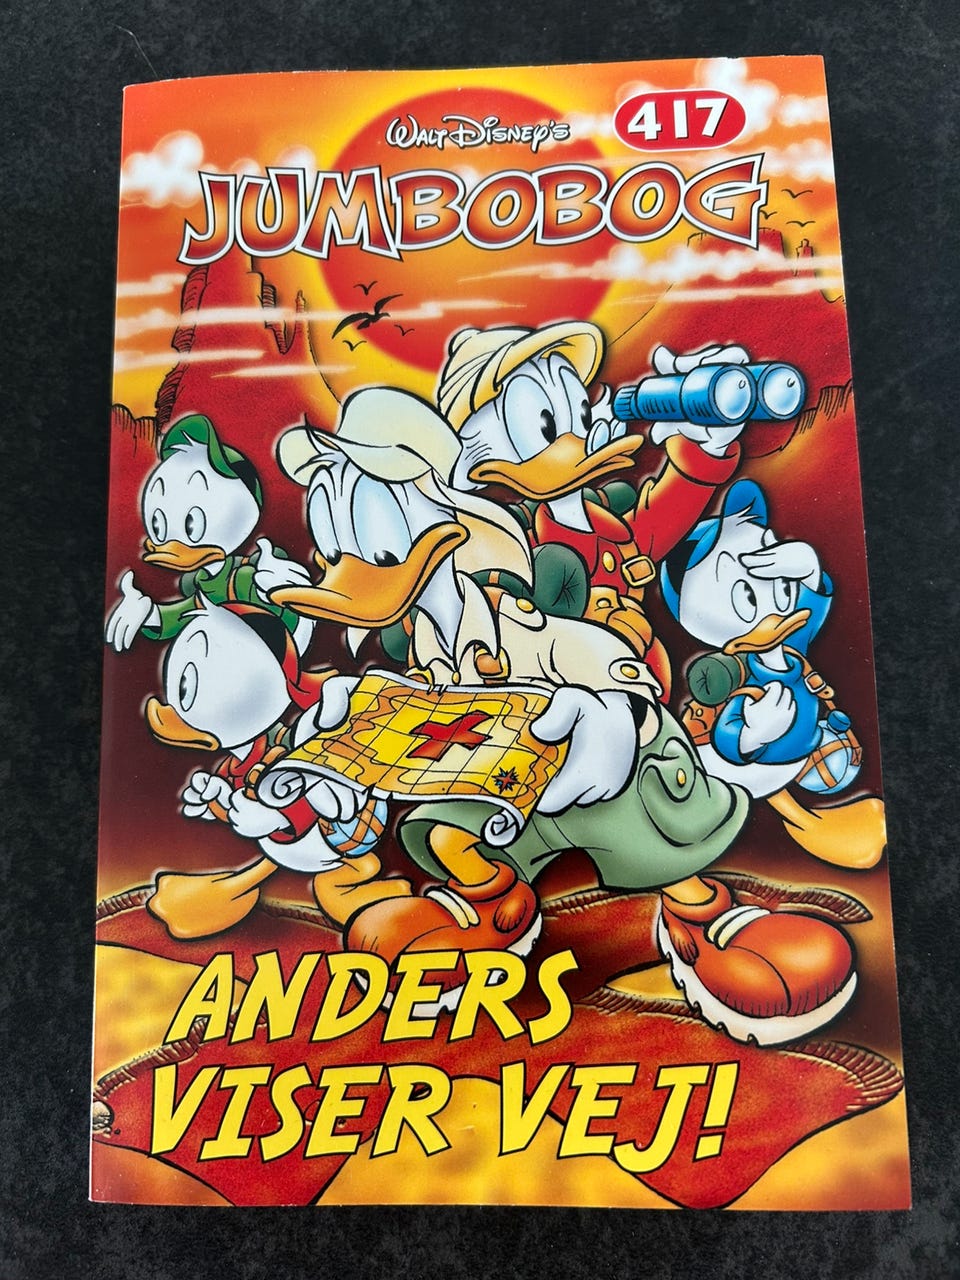 WALT DISNEY'S
417
JUMBOBOG
ANDERS
VISER VEJ!